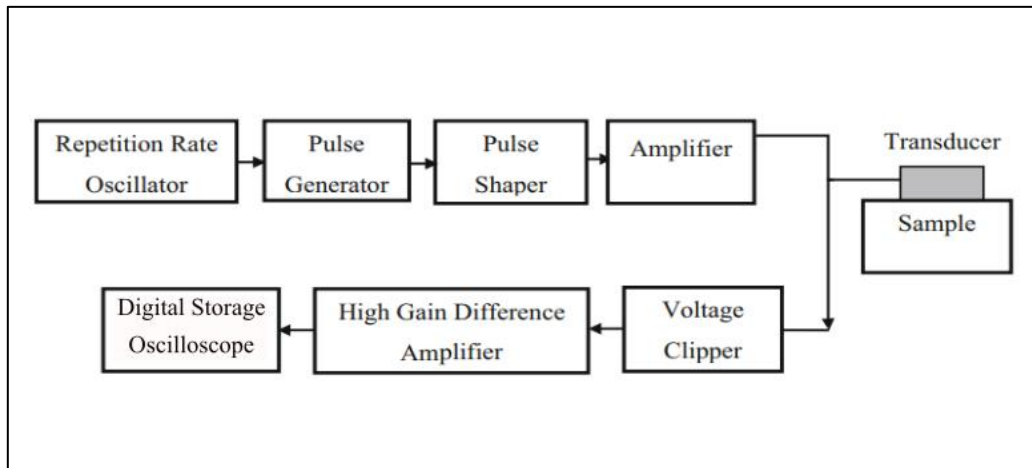 Repetition Rate
Oscillator
Pulse
Generator
Pulse
Shaper
Amplifier
Transducer
Sample
Digital Storage
Oscilloscope
High Gain Difference
Amplifier
Voltage
Clipper